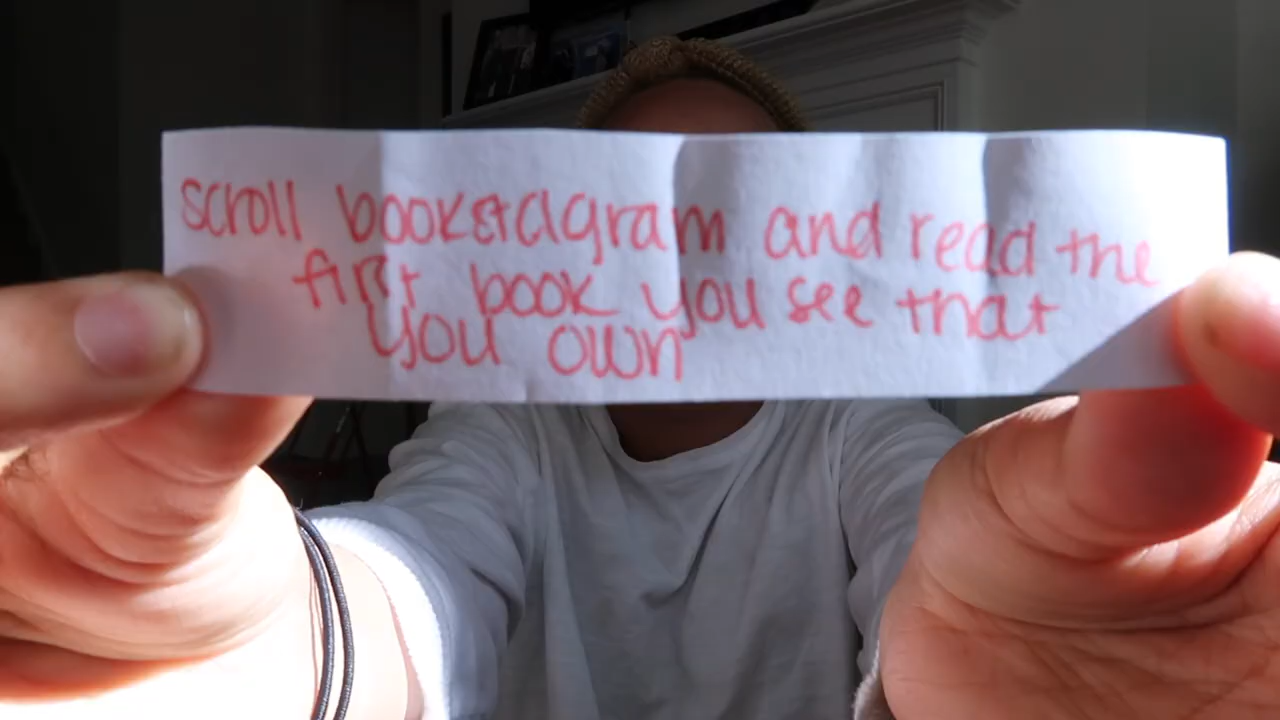 scroll bookstagram and read the
first book you see that
you own